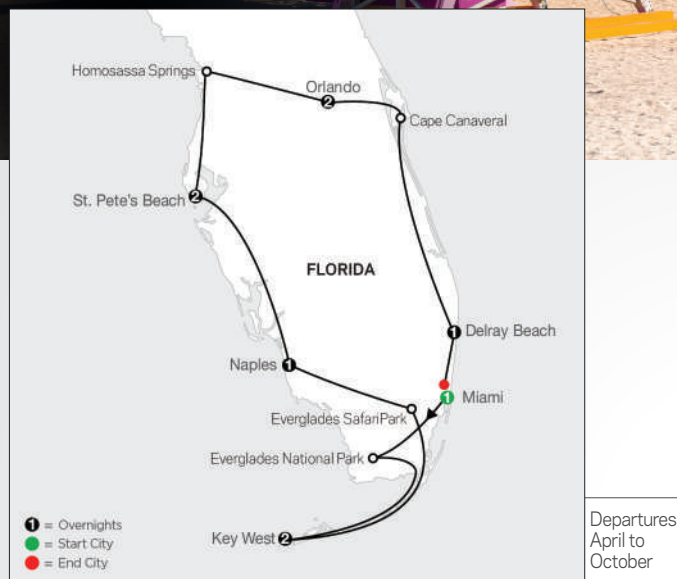 Homosassa Springs
Orlando
2
Cape Canaveral
St. Pete's Beach
2
FLORIDA
1
Delray Beach
Naples
1
1
Miami
Everglades SafariPark
Everglades National Park
Key West
2
1 = Overnights
= Start City
= End City
Departures
April to
October